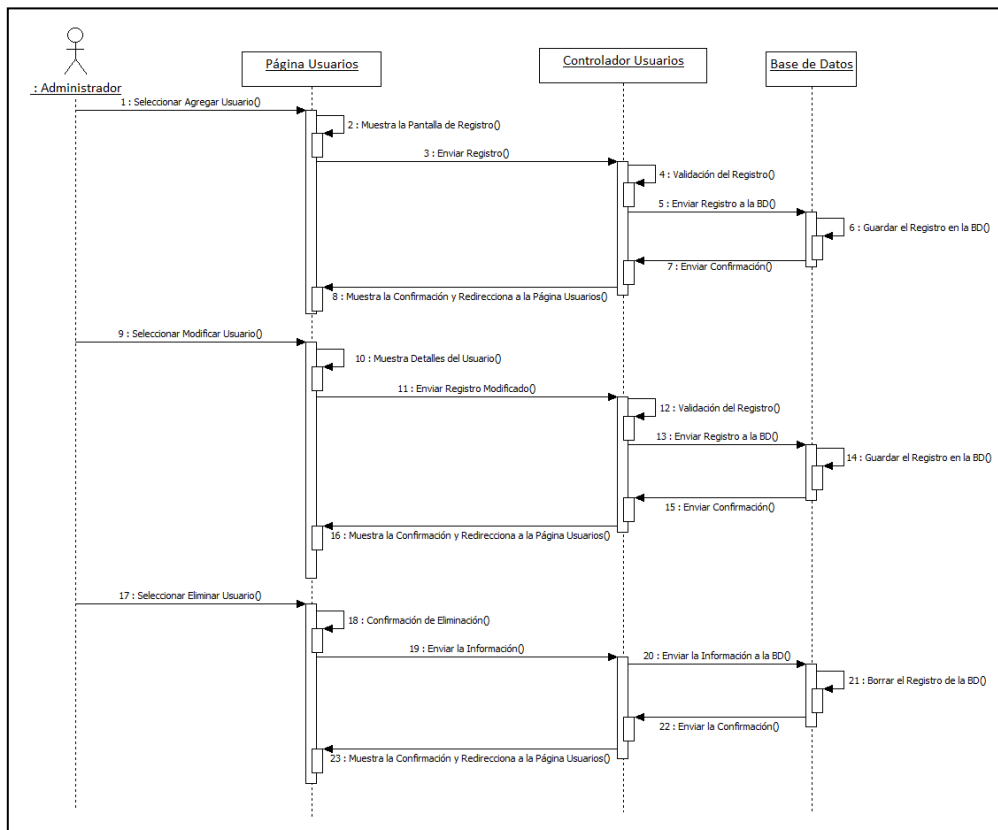 Página Usuarios
Controlador Usuarios
Base de Datos
: Administrador
1 : Seleccionar Agregar Usuario()
2 : Muestra la Pantalla de Registro()
3 : Enviar Registro()
4 : Validación del Registro()
5 : Enviar Registro a la BD()
6 : Guardar el Registro en la BD()
7 : Enviar Confirmación()
8 : Muestra la Confirmación y Redirecciona a la Página Usuarios()
9 : Seleccionar Modificar Usuario()
10 : Muestra Detalles del Usuario()
11 : Enviar Registro Modificado()
12 : Validación del Registro()
13 : Enviar Registro a la BD()
14 : Guardar el Registro en la BD()
15 : Enviar Confirmación()
16 : Muestra la Confirmación y Redirecciona a la Página Usuarios()
17 : Seleccionar Eliminar Usuario()
18 : Confirmación de Eliminación()
19 : Enviar la Información()
20 : Enviar la Información a la BD()
21 : Borrar el Registro de la BD()
22 : Enviar la Confirmación()
23 : Muestra la Confirmación y Redirecciona a la Página Usuarios()